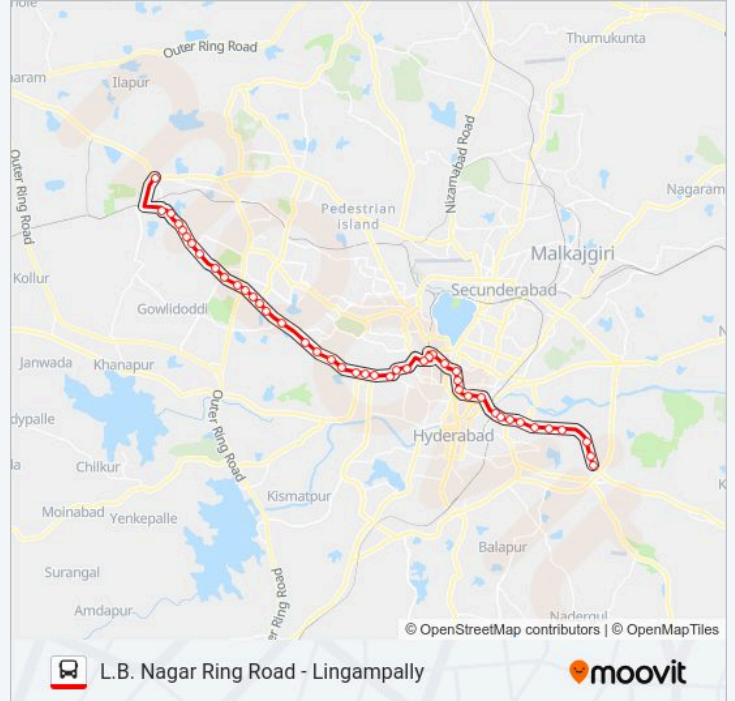 Outer Ring Road
Thumukunta
Ilapur
Outer Ring Road
Nizamabad Road
Nagaram
Pedestrian
island
Malkajgiri
Kollur
Secunderabad
Gowlidoddi
Janwada
Khanapur
Outer Ring Road
Hyderabad
Chilkur
Kismatpur
Moinabad
Yenkepalle
Balapur
Surangal
Amdapur
Nadergul
© OpenStreetMap contributors | © OpenMapTiles
L.B. Nagar Ring Road - Lingampally
moovit